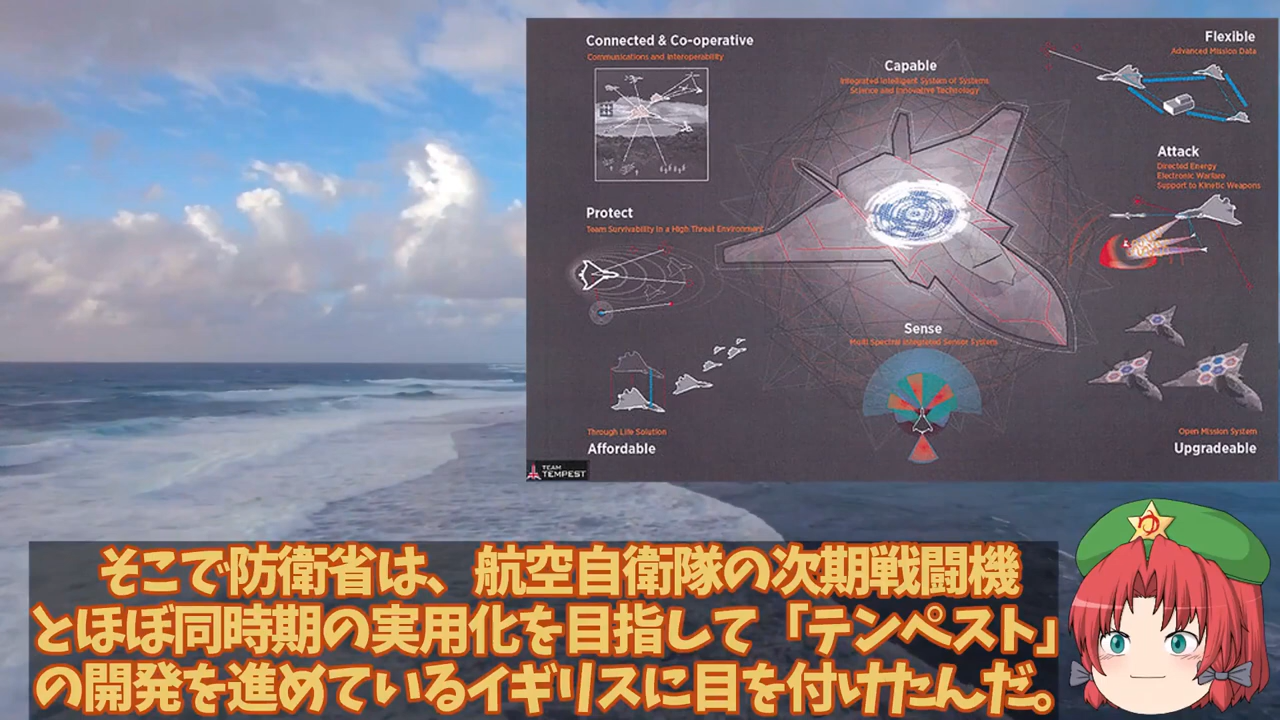 Connected & Co-operative
Communications and Interoperability
Capable
Integrated Intelligent System of Systems
Science and Innovative Technology
Flexible
Advanced Mission Data
Attack
Directed Energy
Electronic Warfare
Support to Kinetic Weapons
Protect
Team Survivability in a High Threat Environment
Sense
Multi Spectral Integrated Sensor System
Through Life Solution
Affordable
Open Mission System
Upgradeable
TEAM
TEMPEST
そこで防衛省は、航空自衛隊の次期戦闘機
とほぼ同時期の実用化を目指して「テンペスト」
の開発を進めているイギリスに目を付けたんだ。